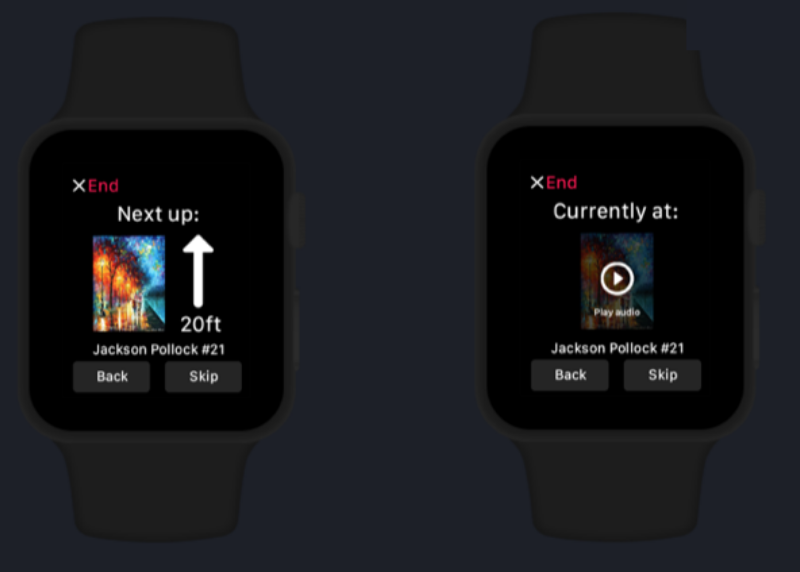 ×End
Next up:
20ft
Jackson Pollock #21
Back
Skip
×End
Currently at:
Play audio
Jackson Pollock #21
Back
Skip